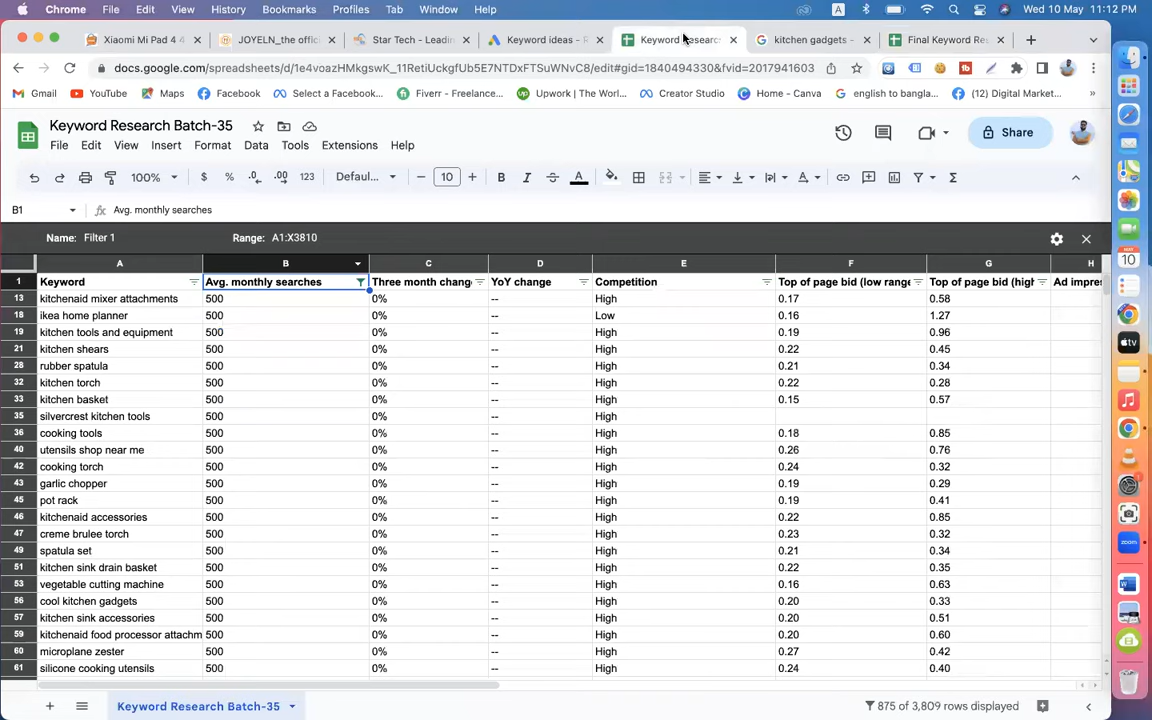 Chrome File Edit View History Bookmarks Profiles Tab Window Help A Wed 10 May 11:12 PM
Xiaomi Mi Pad 4 4 JOYELN_the offi Star Tech - Leadin Keyword ideas - Keyword Research kitchen gadgets - Final Keyword Re
docs.google.com/spreadsheets/d/1e4voazHMkgswK_11RetbUzkgfUb5E7NTDxFTSuWNvC8/edit#gid=1840494330&fvid=2017941603
Gmail YouTube Maps Facebook Select a Facebook... Fiverr - Freelance... Upwork | The Worl... Creator Studio Home - Canva english to bangla... (12) Digital Market... »
Keyword Research Batch-35
File Edit View Insert Format Data Tools Extensions Help Share
100% $ % .0 .00 123 Defaul... − 10 + B I A
B1 fx Avg. monthly searches
Name: Filter 1 Range: A1:X3810
A B C D E F G H
1 Keyword Avg. monthly searches Three month chang YoY change Competition Top of page bid (low range Top of page bid (high Ad impres
13 kitchenaid mixer attachments 500 0% -- High 0.17 0.58
18 ikea home planner 500 0% -- Low 0.16 1.27
19 kitchen tools and equipment 500 0% -- High 0.19 0.96
21 kitchen shears 500 0% -- High 0.22 0.45
28 rubber spatula 500 0% -- High 0.21 0.34
32 kitchen torch 500 0% -- High 0.22 0.28
33 kitchen basket 500 0% -- High 0.15 0.57
35 silvercrest kitchen tools 500 0% -- High
36 cooking tools 500 0% -- High 0.18 0.85
40 utensils shop near me 500 0% -- High 0.26 0.76
42 cooking torch 500 0% -- High 0.24 0.32
43 garlic chopper 500 0% -- High 0.19 0.29
45 pot rack 500 0% -- High 0.19 0.41
46 kitchenaid accessories 500 0% -- High 0.22 0.85
47 creme brulee torch 500 0% -- High 0.23 0.32
49 spatula set 500 0% -- High 0.21 0.34
51 kitchen sink drain basket 500 0% -- High 0.22 0.35
53 vegetable cutting machine 500 0% -- High 0.16 0.63
56 cool kitchen gadgets 500 0% -- High 0.20 0.33
57 kitchen sink accessories 500 0% -- High 0.20 0.51
59 kitchenaid food processor attachm 500 0% -- High 0.20 0.60
60 microplane zester 500 0% -- High 0.27 0.42
61 silicone cooking utensils 500 0% -- High 0.24 0.40
Keyword Research Batch-35 875 of 3,809 rows displayed